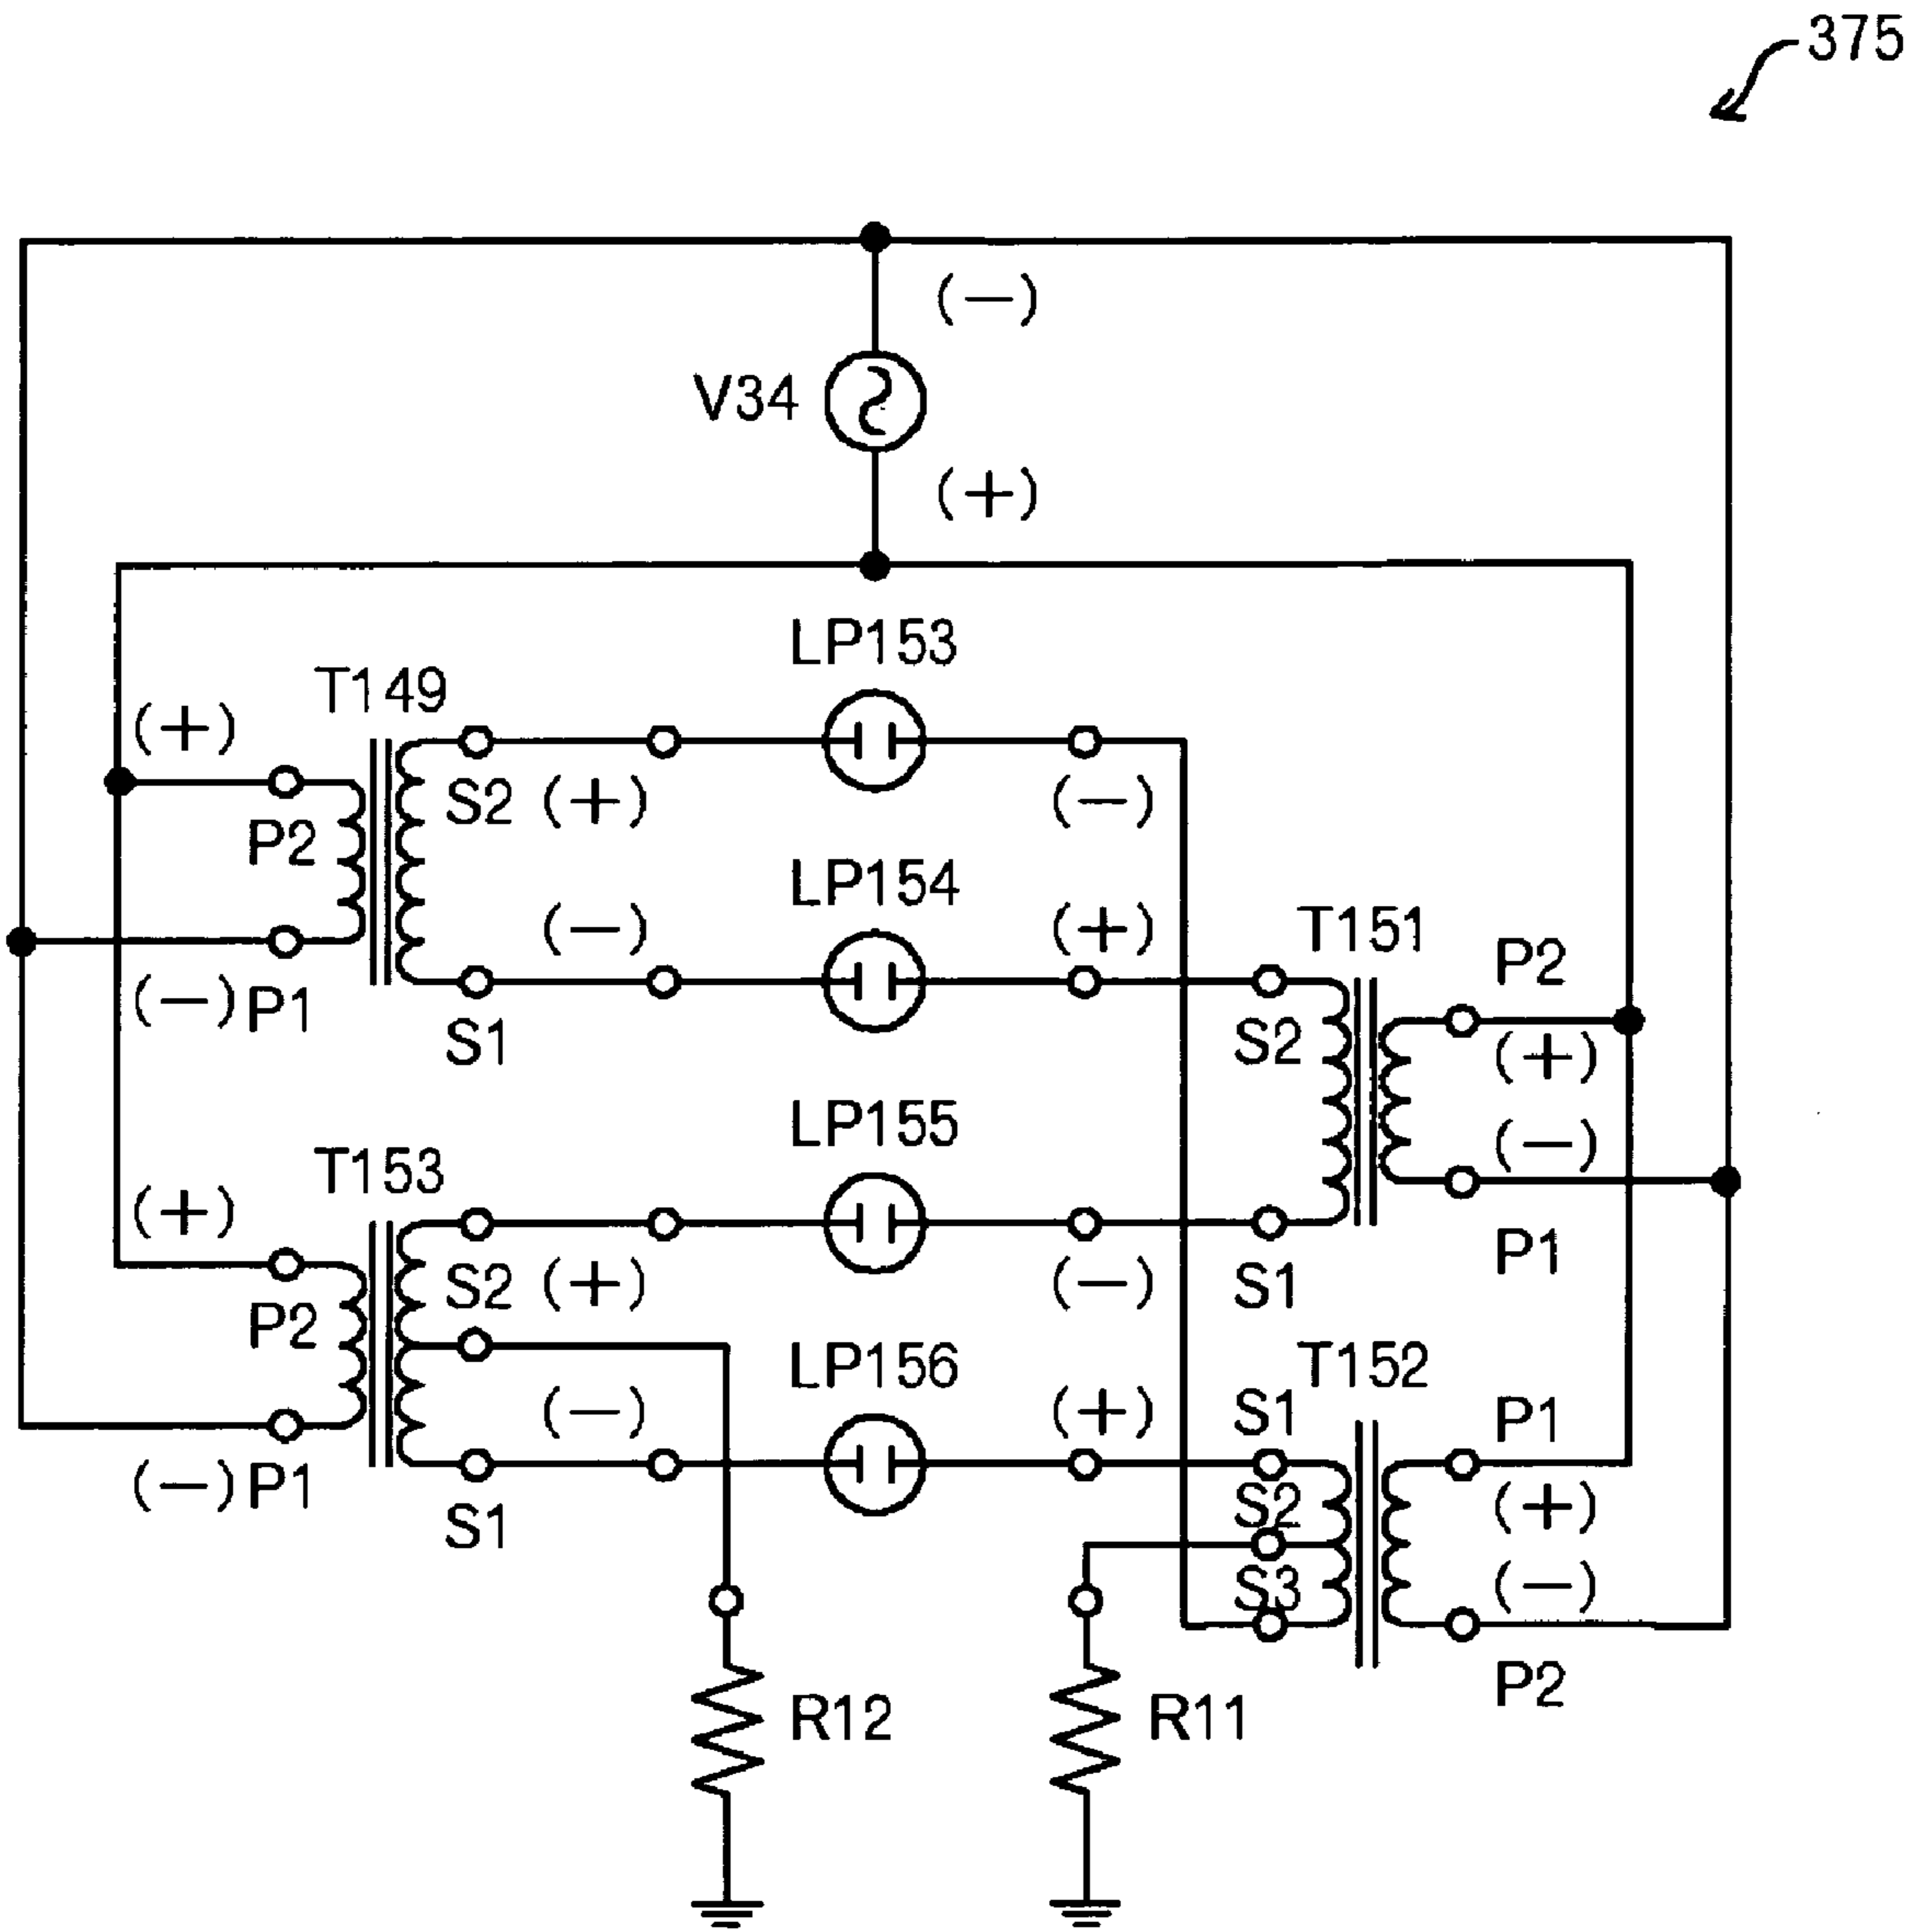 375
(−)
V34
(+)
LP153
T149
(+)
P2
S2 (+)
(−)
LP154
(−)
(+)
T151
P2
(−) P1
S1
S2
(+)
LP155
(−)
T153
(+)
P2
S2 (+)
(−)
S1
P1
LP156
T152
(−)
(+)
S1
P1
(−) P1
S1
S2
(+)
S3
(−)
P2
R12
R11